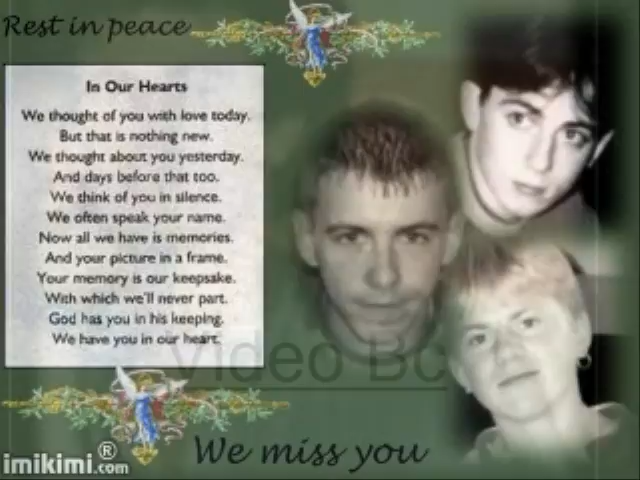 Rest in peace
In Our Hearts
We thought of you with love today.
But that is nothing new.
We thought about you yesterday.
And days before that too.
We think of you in silence.
We often speak your name.
Now all we have is memories.
And your picture in a frame.
Your memory is our keepsake.
With which we'll never part.
God has you in his keeping.
We have you in our heart.
Video Bc
We miss you
imikimi®.com